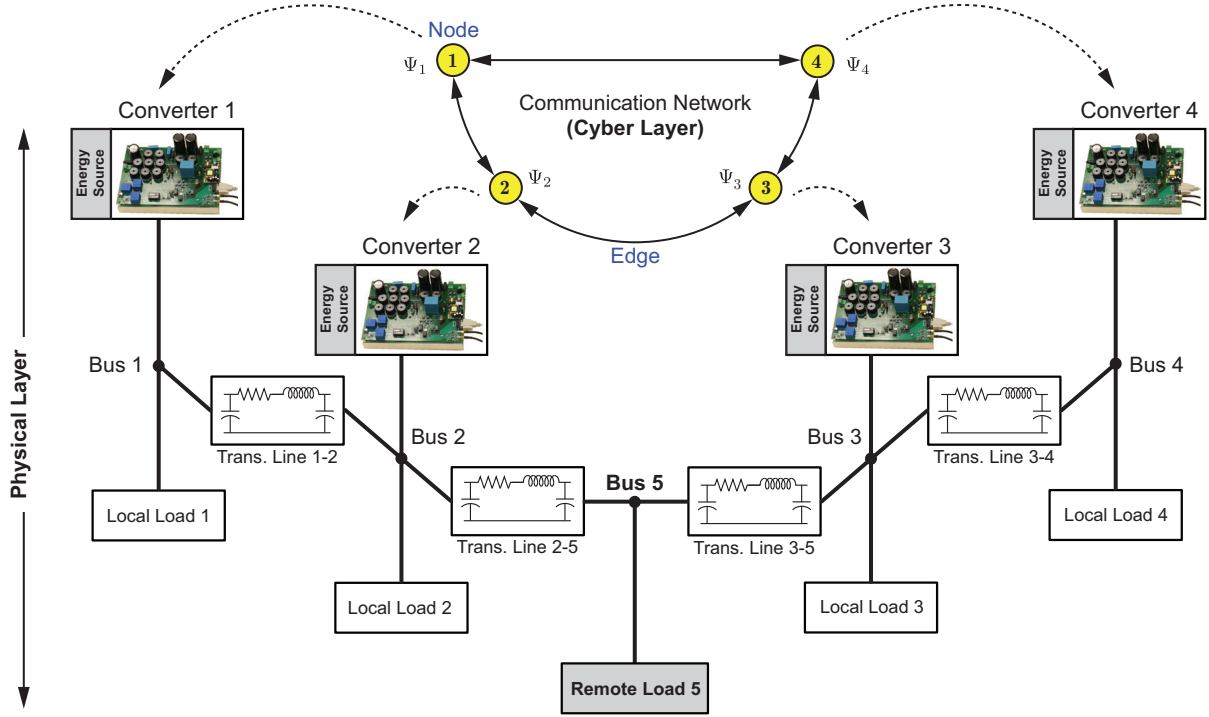 Node
1
Ψ1
4
Ψ4
Communication Network
(Cyber Layer)
Converter 1
Converter 4
Energy
Source
Energy
Source
2
Ψ2
Ψ3
3
Edge
Converter 2
Converter 3
Energy
Source
Energy
Source
Physical Layer
Bus 1
Bus 4
Bus 2
Bus 3
Trans. Line 1-2
Trans. Line 3-4
Bus 5
Local Load 1
Local Load 4
Trans. Line 2-5
Trans. Line 3-5
Local Load 2
Local Load 3
Remote Load 5